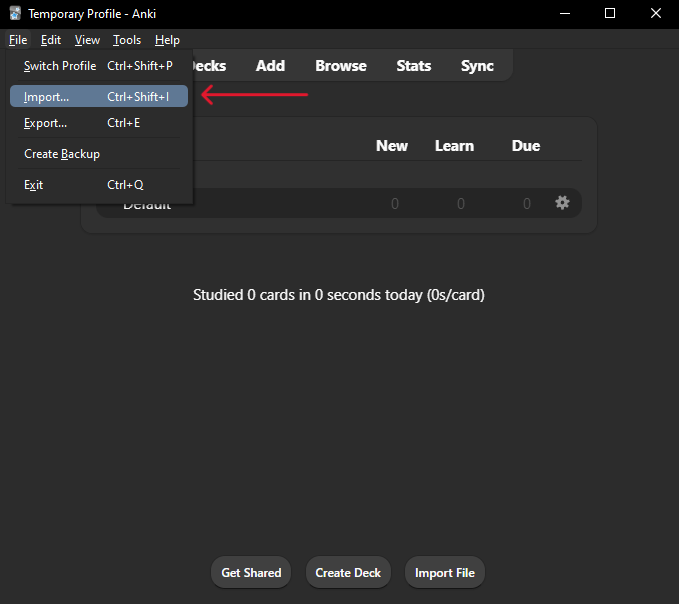 Temporary Profile - Anki
File Edit View Tools Help
Switch Profile Ctrl+Shift+P
Decks Add Browse Stats Sync
Import... Ctrl+Shift+I
Export... Ctrl+E
Create Backup
Exit Ctrl+Q
New Learn Due
Default 0 0 0
Studied 0 cards in 0 seconds today (0s/card)
Get Shared Create Deck Import File